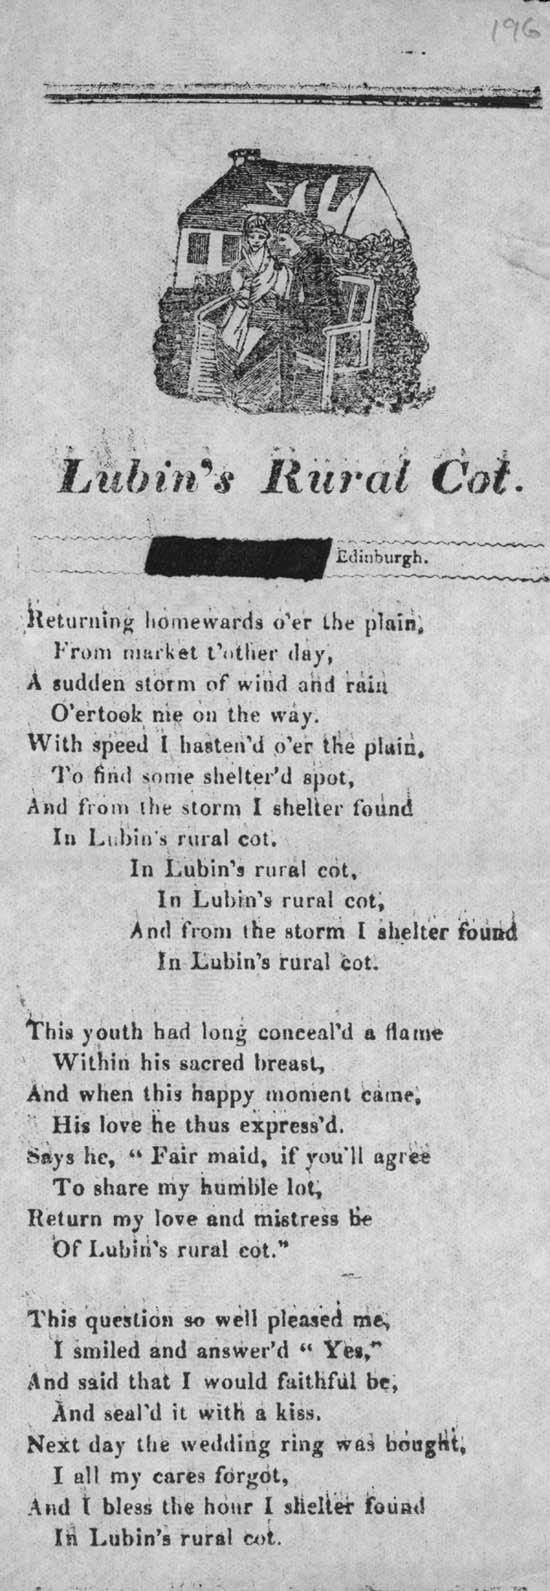 196
Lubin's Rural Cot.
Edinburgh.
Returning homewards o'er the plain,
From market t'other day,
A sudden storm of wind and rain
O'ertook me on the way.
With speed I hasten'd o'er the plain,
To find some shelter'd spot,
And from the storm I shelter found
In Lubin's rural cot.
In Lubin's rural cot,
In Lubin's rural cot,
And from the storm I shelter found
In Lubin's rural cot.
This youth had long conceal'd a flame
Within his sacred breast,
And when this happy moment came,
His love he thus express'd.
Says he, “ Fair maid, if you'll agree
To share my humble lot,
Return my love and mistress be
Of Lubin's rural cot.”
This question so well pleased me,
I smiled and answer'd “ Yes,”
And said that I would faithful be,
And seal'd it with a kiss.
Next day the wedding ring was bought,
I all my cares forgot,
And I bless the hour I shelter found
In Lubin's rural cot.